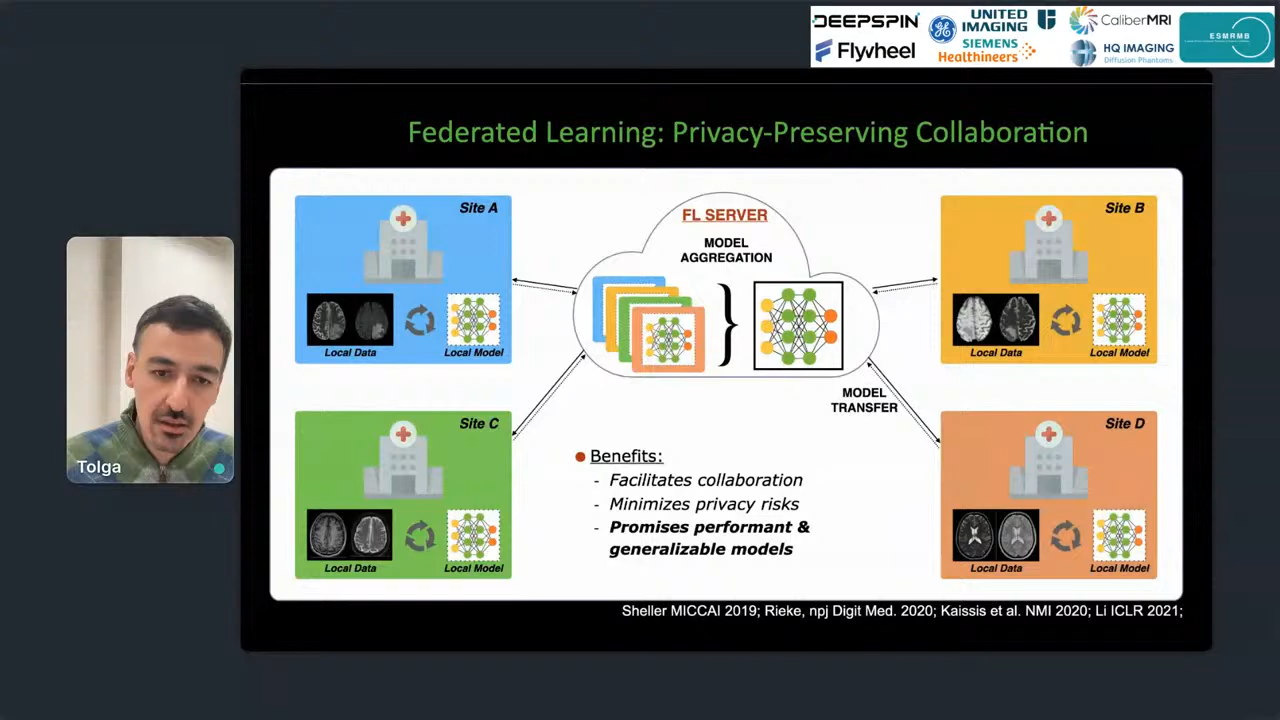 DEEPSPIN
Flywheel
UNITED
IMAGING
SIEMENS
Healthineers
CaliberMRI
HQ IMAGING
Diffusion Phantoms
ESMRMB
Federated Learning: Privacy-Preserving Collaboration
Site A
Local Data
Local Model
FL SERVER
MODEL
AGGREGATION
Site B
Local Data
Local Model
MODEL
TRANSFER
Site C
Local Data
Local Model
Benefits:
- Facilitates collaboration
- Minimizes privacy risks
- Promises performant &
generalizable models
Site D
Local Data
Local Model
Sheller MICCAI 2019; Rieke, npj Digit Med. 2020; Kaissis et al. NMI 2020; Li ICLR 2021;
Tolga